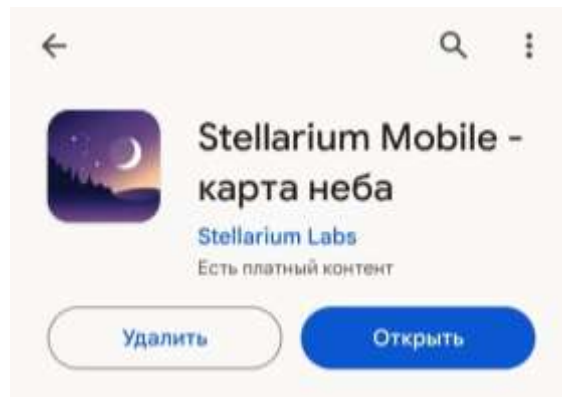 Stellarium Mobile -
карта неба
Stellarium Labs
Есть платный контент
Удалить
Открыть